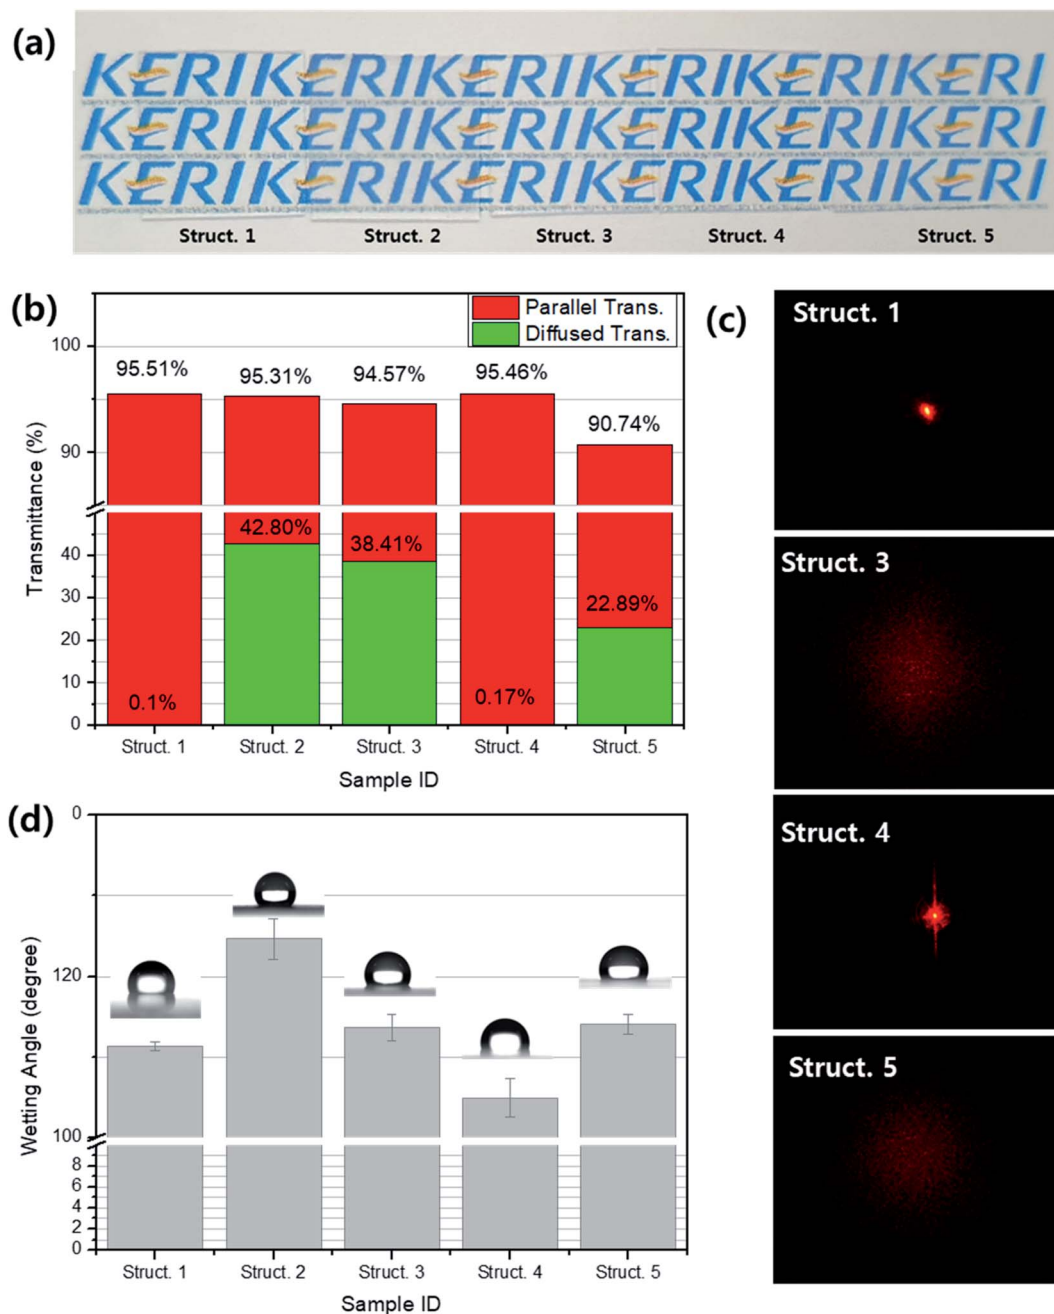 (a)
KERIKERIKERIKERIKERIKERI
KERIKERIKERIKERIKERIKERI
KERIKERIKERIKERIKERIKERI
Struct. 1 Struct. 2 Struct. 3 Struct. 4 Struct. 5
(b)
Parallel Trans.
Diffused Trans.
100
90
40
30
20
10
0
Transmittance (%)
95.51% 95.31% 94.57% 95.46% 90.74%
42.80% 38.41% 22.89%
0.1% 0.17%
Struct. 1 Struct. 2 Struct. 3 Struct. 4 Struct. 5
Sample ID
(c)
Struct. 1
Struct. 3
Struct. 4
Struct. 5
(d)
0
120
100
8
6
4
2
0
Wetting Angle (degree)
Struct. 1 Struct. 2 Struct. 3 Struct. 4 Struct. 5
Sample ID